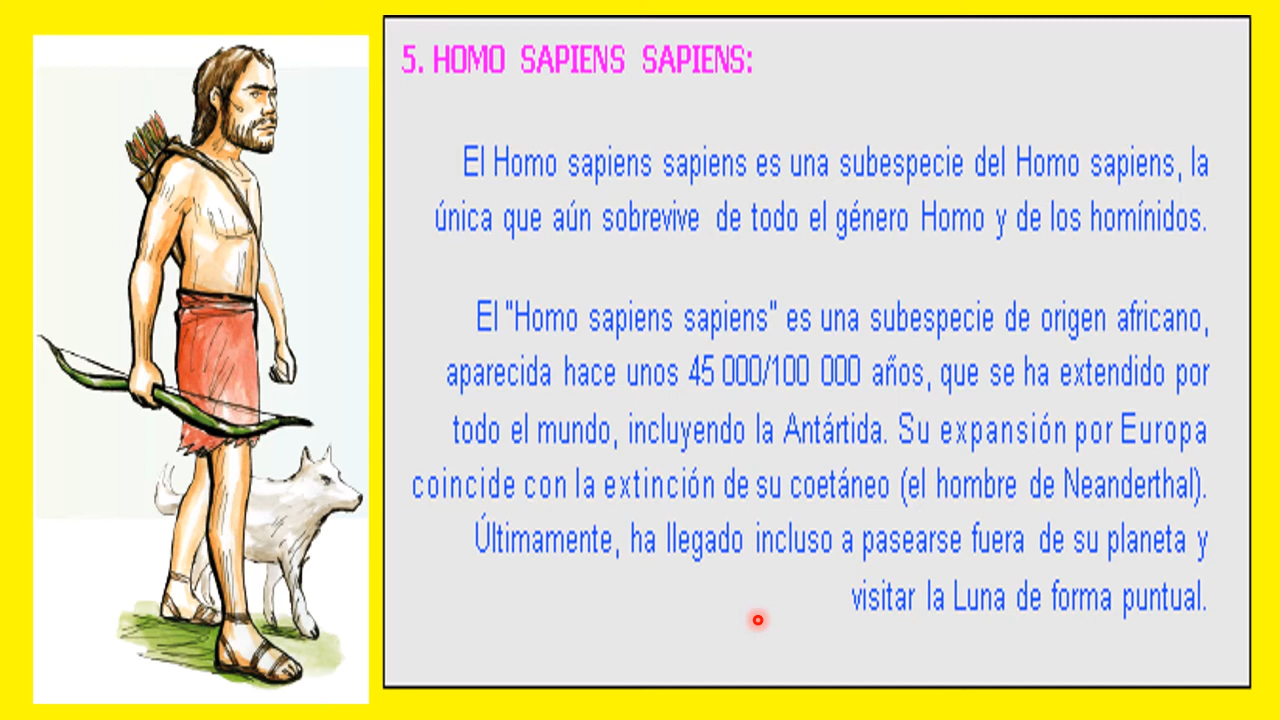 5. HOMO SAPIENS SAPIENS:
El Homo sapiens sapiens es una subespecie del Homo sapiens, la
única que aún sobrevive de todo el género Homo y de los homínidos.
El "Homo sapiens sapiens" es una subespecie de origen africano,
aparecida hace unos 45 000/100 000 años, que se ha extendido por
todo el mundo, incluyendo la Antártida. Su expansión por Europa
coincide con la extinción de su coetáneo (el hombre de Neanderthal).
Últimamente, ha llegado incluso a pasearse fuera de su planeta y
visitar la Luna de forma puntual.